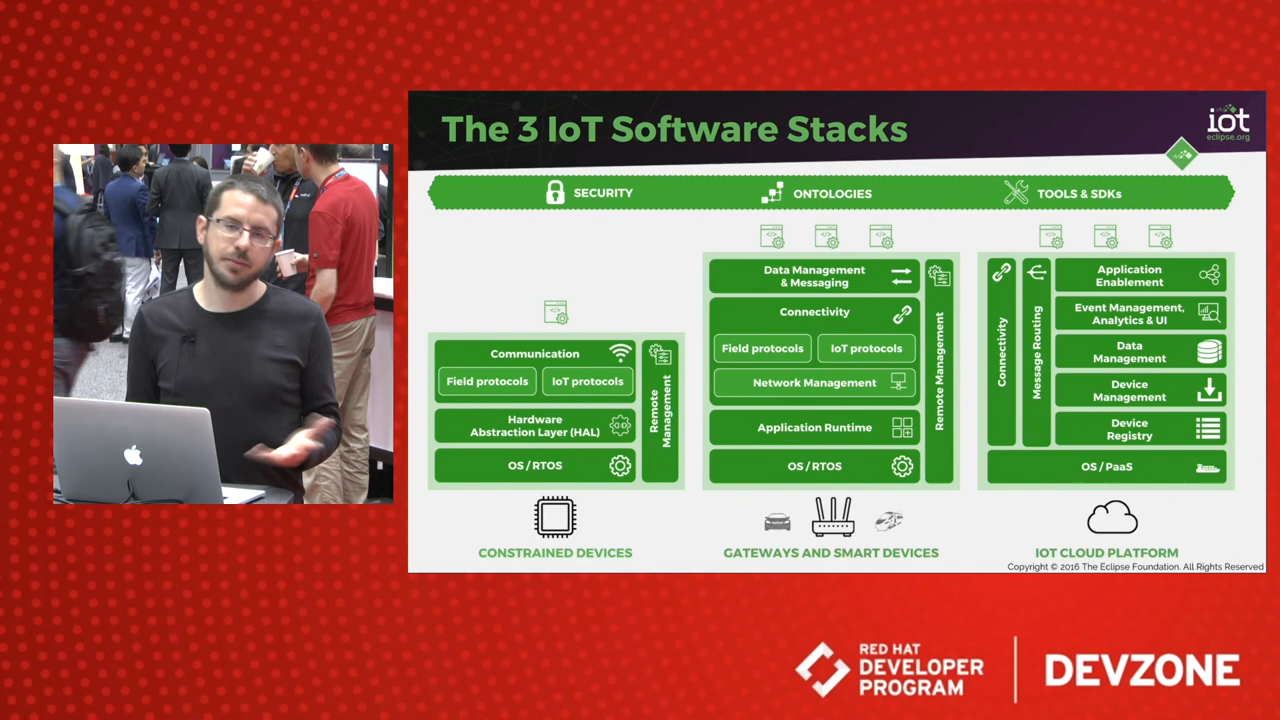 The 3 IoT Software Stacks
iot
eclipse.org
SECURITY
ONTOLOGIES
TOOLS & SDKs
Communication
Field protocols
IoT protocols
Hardware
Abstraction Layer (HAL)
OS / RTOS
Remote
Management
CONSTRAINED DEVICES
Data Management
& Messaging
Connectivity
Field protocols
IoT protocols
Network Management
Application Runtime
OS / RTOS
Remote Management
GATEWAYS AND SMART DEVICES
Connectivity
Message Routing
Application
Enablement
Event Management,
Analytics & UI
Data
Management
Device
Management
Device
Registry
OS / PaaS
IOT CLOUD PLATFORM
Copyright © 2016 The Eclipse Foundation. All Rights Reserved
RED HAT
DEVELOPER
PROGRAM
DEVZONE